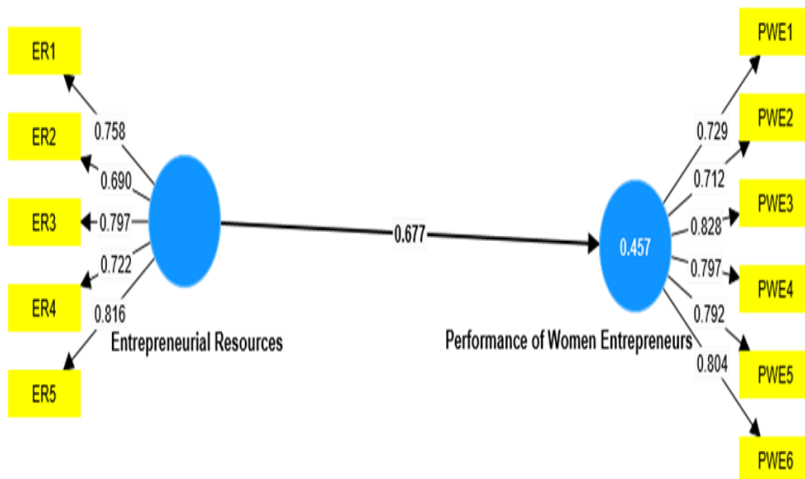 ER1
ER2
ER3
ER4
ER5
0.758
0.690
0.797
0.722
0.816
Entrepreneurial Resources
0.677
0.457
Performance of Women Entrepreneurs
0.729
0.712
0.828
0.797
0.792
0.804
PWE1
PWE2
PWE3
PWE4
PWE5
PWE6